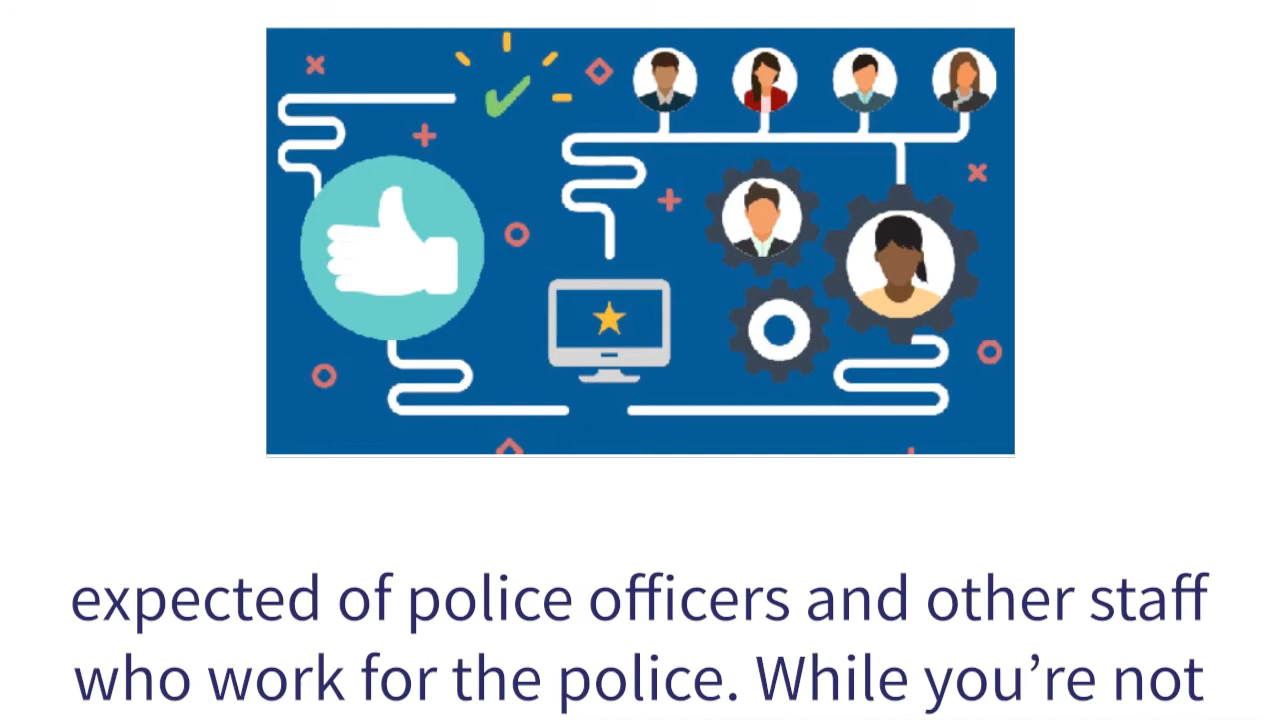 expected of police officers and other staff
who work for the police. While you’re not